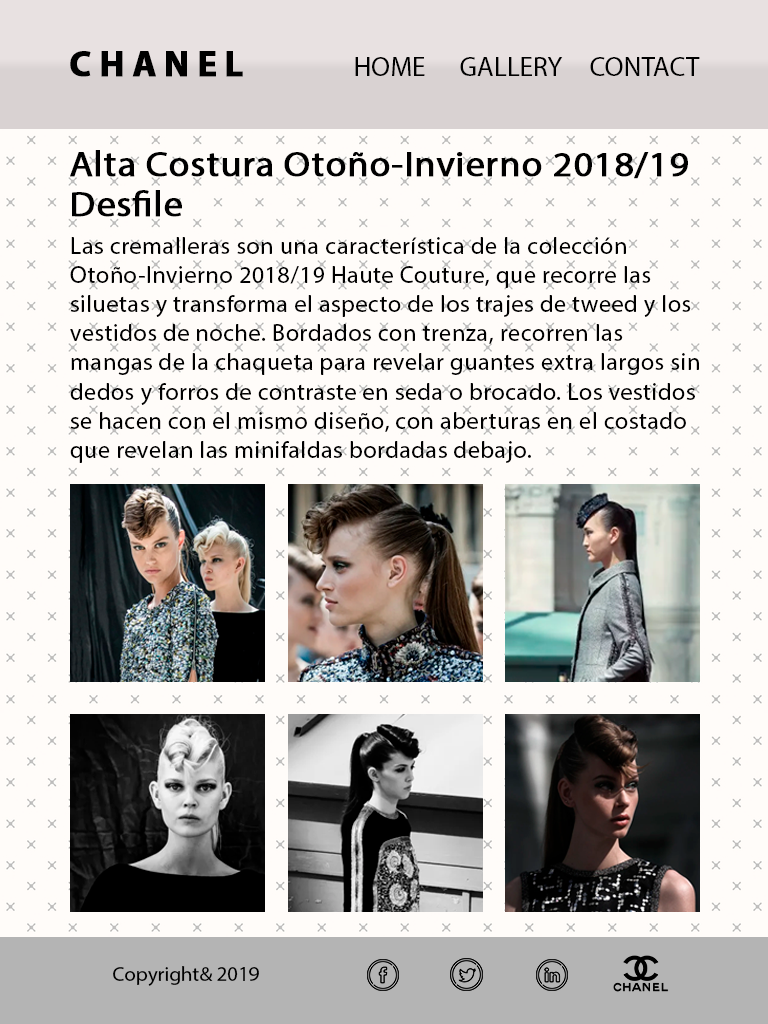 CHANEL HOME GALLERY CONTACT
Alta Costura Otoño-Invierno 2018/19
Desfile
Las cremalleras son una característica de la colección
Otoño-Invierno 2018/19 Haute Couture, que recorre las
siluetas y transforma el aspecto de los trajes de tweed y los
vestidos de noche. Bordados con trenza, recorren las
mangas de la chaqueta para revelar guantes extra largos sin
dedos y forros de contraste en seda o brocado. Los vestidos
se hacen con el mismo diseño, con aberturas en el costado
que revelan las minifaldas bordadas debajo.
Copyright& 2019 f in CHANEL